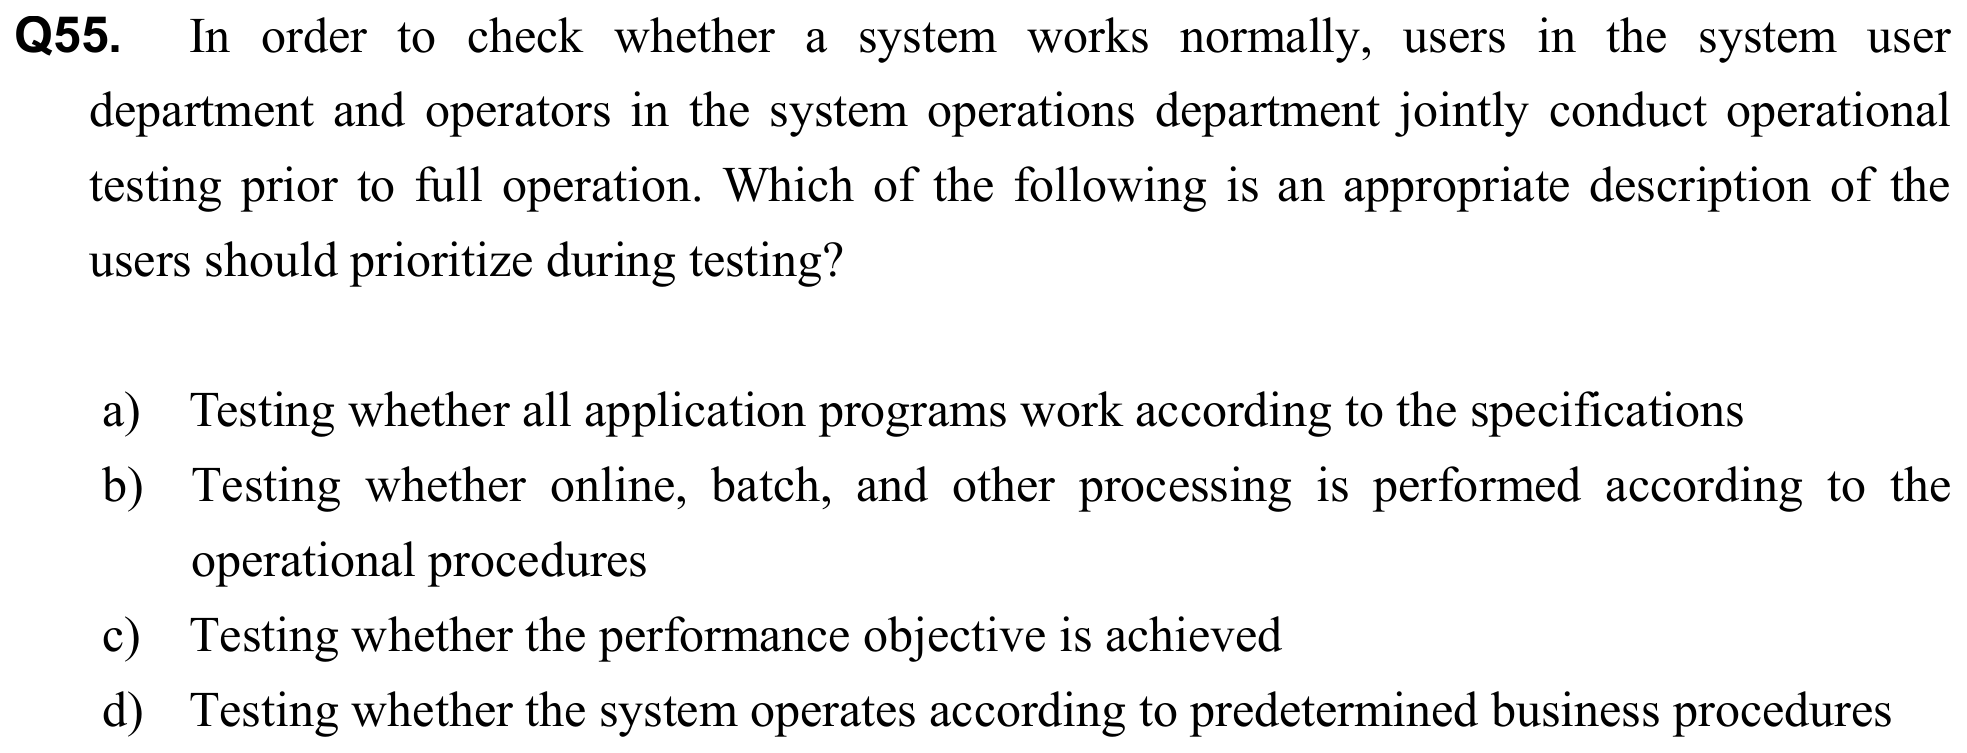 Q55. In order to check whether a system works normally, users in the system user
department and operators in the system operations department jointly conduct operational
testing prior to full operation. Which of the following is an appropriate description of the
users should prioritize during testing?
a) Testing whether all application programs work according to the specifications
b) Testing whether online, batch, and other processing is performed according to the
operational procedures
c) Testing whether the performance objective is achieved
d) Testing whether the system operates according to predetermined business procedures